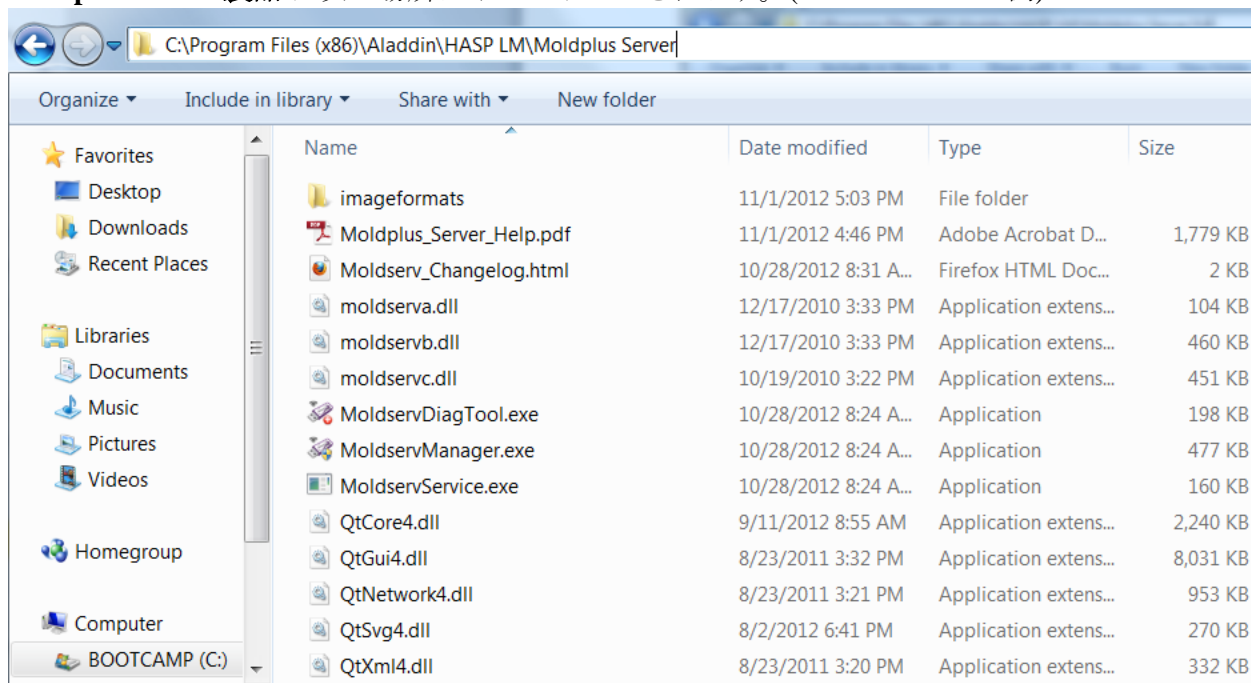 C:\Program Files (x86)\Aladdin\HASP LM\Moldplus Server
Organize Include in library Share with New folder
Favorites
Desktop
Downloads
Recent Places
Libraries
Documents
Music
Pictures
Videos
Homegroup
Computer
BOOTCAMP (C:)
Name Date modified Type Size
imageformats 11/1/2012 5:03 PM File folder
Moldplus_Server_Help.pdf 11/1/2012 4:46 PM Adobe Acrobat D... 1,779 KB
Moldserv_Changelog.html 10/28/2012 8:31 A... Firefox HTML Doc... 2 KB
moldserva.dll 12/17/2010 3:33 PM Application extens... 104 KB
moldservb.dll 12/17/2010 3:33 PM Application extens... 460 KB
moldservc.dll 10/19/2010 3:22 PM Application extens... 451 KB
MoldservDiagTool.exe 10/28/2012 8:24 A... Application 198 KB
MoldservManager.exe 10/28/2012 8:24 A... Application 477 KB
MoldservService.exe 10/28/2012 8:24 A... Application 160 KB
QtCore4.dll 9/11/2012 8:55 AM Application extens... 2,240 KB
QtGui4.dll 8/23/2011 3:32 PM Application extens... 8,031 KB
QtNetwork4.dll 8/23/2011 3:21 PM Application extens... 953 KB
QtSvg4.dll 8/2/2012 6:41 PM Application extens... 270 KB
QtXml4.dll 8/23/2011 3:20 PM Application extens... 332 KB